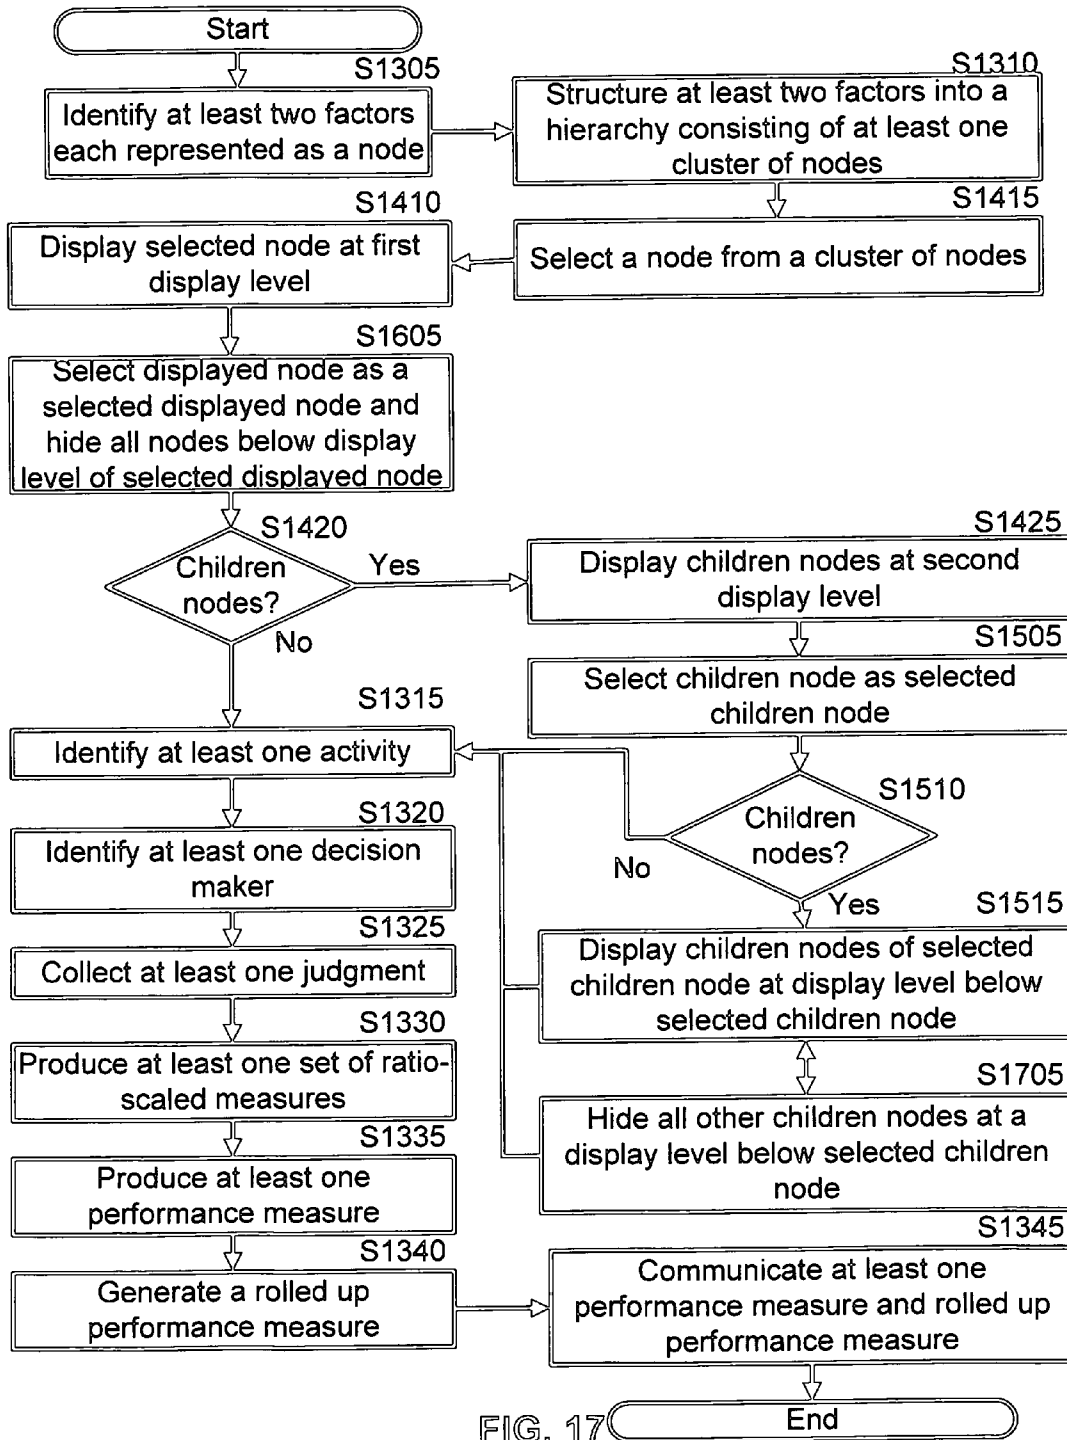 Start
S1305
Identify at least two factors
each represented as a node
S1310
Structure at least two factors into a
hierarchy consisting of at least one
cluster of nodes
S1415
Select a node from a cluster of nodes
S1410
Display selected node at first
display level
S1605
Select displayed node as a
selected displayed node and
hide all nodes below display
level of selected displayed node
S1420
Children
nodes?
Yes
No
S1425
Display children nodes at second
display level
S1505
Select children node as selected
children node
S1510
Children
nodes?
No
Yes
S1515
Display children nodes of selected
children node at display level below
selected children node
S1705
Hide all other children nodes at a
display level below selected children
node
S1315
Identify at least one activity
S1320
Identify at least one decision
maker
S1325
Collect at least one judgment
S1330
Produce at least one set of ratio-
scaled measures
S1335
Produce at least one
performance measure
S1340
Generate a rolled up
performance measure
S1345
Communicate at least one
performance measure and rolled up
performance measure
End
FIG. 17